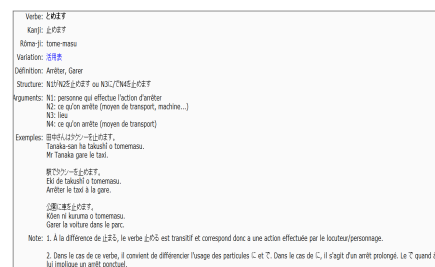 Verbe: とめます
Kanji: 止めます
Rōma-ji: tome-masu
Variation: 活用表
Définition: Arrêter, Garer
Structure: N1がN2を止めます ou N3に/でN4を止めます
Arguments: N1: personne qui effectue l'action d'arrêter
N2: ce qu'on arrête (moyen de transport, machine...)
N3: lieu
N4: ce qu'on arrête (moyen de transport)
Exemples: 田中さんはタクシーを止めます。
Tanaka-san ha takushī o tomemasu.
Mr Tanaka gare le taxi.
駅でタクシーを止めます。
Eki de takushī o tomemasu.
Arrêter le taxi à la gare.
公園に車を止めます。
Kōen ni kuruma o tomemasu.
Garer la voiture dans le parc.
Note: 1. À la différence de 止まる, le verbe 止める est transitif et correspond donc a une action effectuée par le locuteur/personnage.
2. Dans le cas de ce verbe, il convient de différencier l'usage des particules に et で. Dans le cas de に, il s'agit d'un arrêt prolongé. Le で quand à
lui implique un arrêt ponctuel.